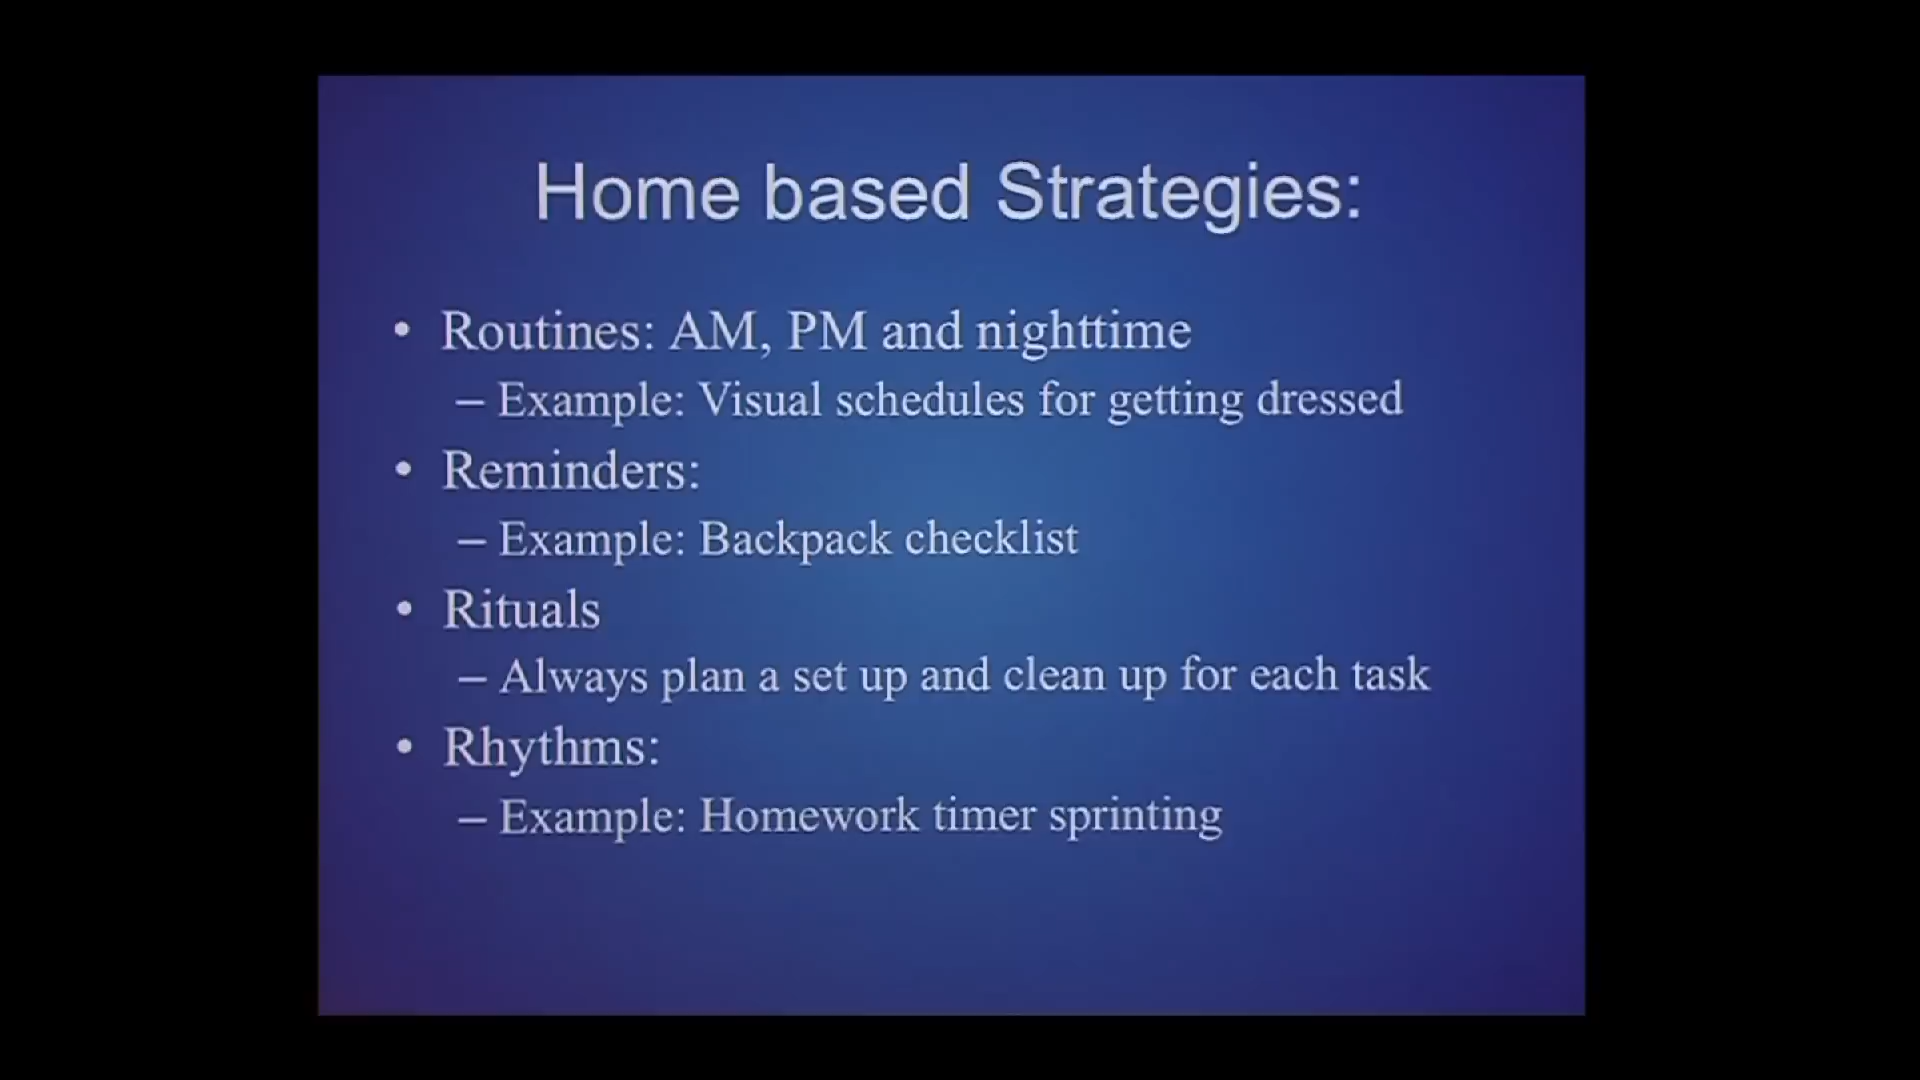 Home based Strategies:
• Routines: AM, PM and nighttime
– Example: Visual schedules for getting dressed
• Reminders:
– Example: Backpack checklist
• Rituals
– Always plan a set up and clean up for each task
• Rhythms:
– Example: Homework timer sprinting